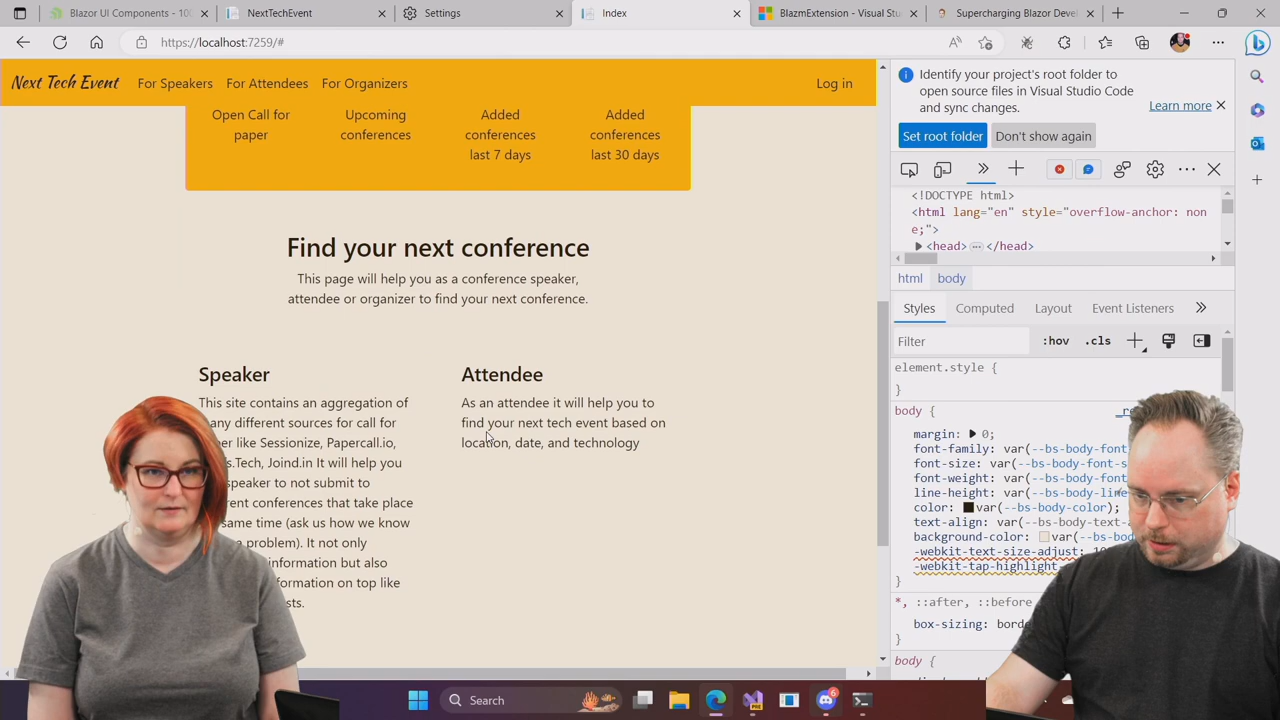 Blazor UI Components - 10
NextTechEvent
Settings
Index
BlazmExtension - Visual Stu
Supercharging Blazor Devel
https://localhost:7259/#
Next Tech Event
For Speakers
For Attendees
For Organizers
Log in
Open Call for
paper
Upcoming
conferences
Added
conferences
last 7 days
Added
conferences
last 30 days
Find your next conference
This page will help you as a conference speaker,
attendee or organizer to find your next conference.
Speaker
This site contains an aggregation of
any different sources for call for
er like Sessionize, Papercall.io,
s.Tech, Joind.in It will help you
speaker to not submit to
rent conferences that take place
same time (ask us how we know
a problem). It not only
information but also
formation on top like
sts.
Attendee
As an attendee it will help you to
find your next tech event based on
location, date, and technology
Identify your project's root folder to
open source files in Visual Studio Code
and sync changes.
Learn more
Set root folder
Don't show again
<!DOCTYPE html>
<html lang="en" style="overflow-anchor: non
e;">
<head> ... </head>
html
body
Styles
Computed
Layout
Event Listeners
Filter
:hov
.cls
element.style {
}
body {
_re
margin: 0;
font-family: var(--bs-body-font
font-size: var(--bs-body-font-s
font-weight: var(--bs-body-font
line-height: var(--bs-body-line
color: var(--bs-body-color);
text-align: var(--bs-body-text-a
background-color: var(--bs-bo
-webkit-text-size-adjust: 10
-webkit-tap-highlight-
}
*, ::after, ::before
box-sizing: borde
}
body {
Search
6